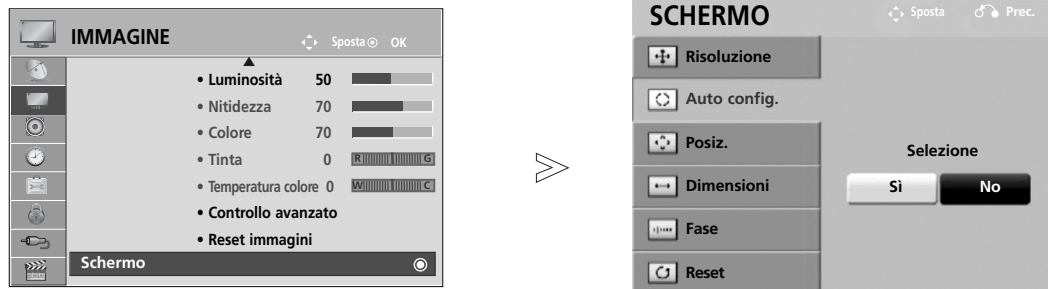 IMMAGINE
Sposta OK
• Luminosità 50
• Nitidezza 70
• Colore 70
• Tinta 0 R G
• Temperatura colore 0 W C
• Controllo avanzato
• Reset immagini
Schermo
SCHERMO
Sposta Prec.
Risoluzione
Auto config.
Posiz.
Dimensioni
Fase
Reset
Selezione
Sì No